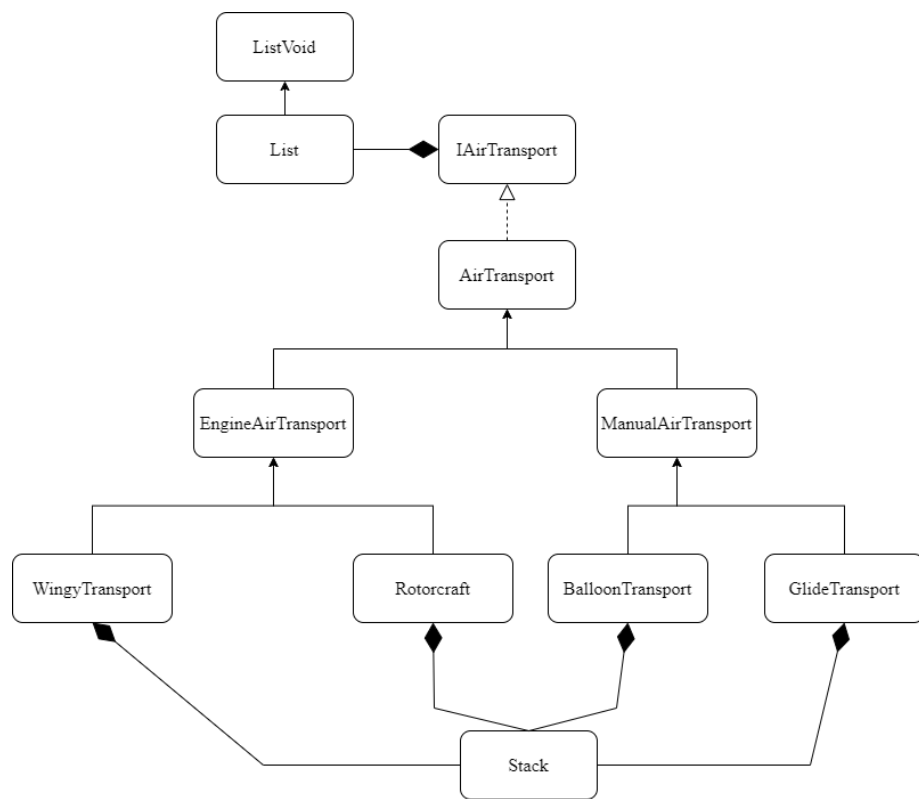 ListVoid
List
IAirTransport
AirTransport
EngineAirTransport
ManualAirTransport
WingyTransport
Rotorcraft
BalloonTransport
GlideTransport
Stack